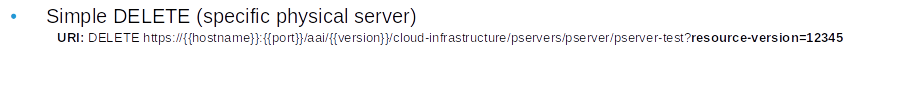 • Simple DELETE (specific physical server)
URI: DELETE https://{{hostname}}:{{port}}/aai/{{version}}/cloud-infrastructure/pservers/pserver/pserver-test?resource-version=12345